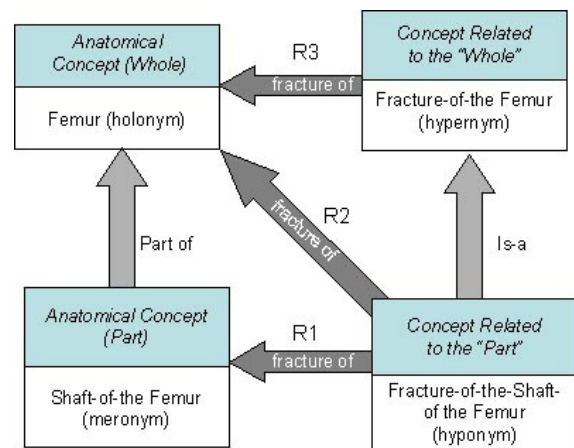 Anatomical
Concept (Whole)
Femur (holonym)
R3
fracture of
Concept Related
to the "Whole"
Fracture-of-the Femur
(hypernym)
Part of
R2
fracture of
Is-a
Anatomical Concept
(Part)
Shaft-of-the Femur
(meronym)
R1
fracture of
Concept Related
to the "Part"
Fracture-of-the-Shaft-
of the Femur
(hyponym)